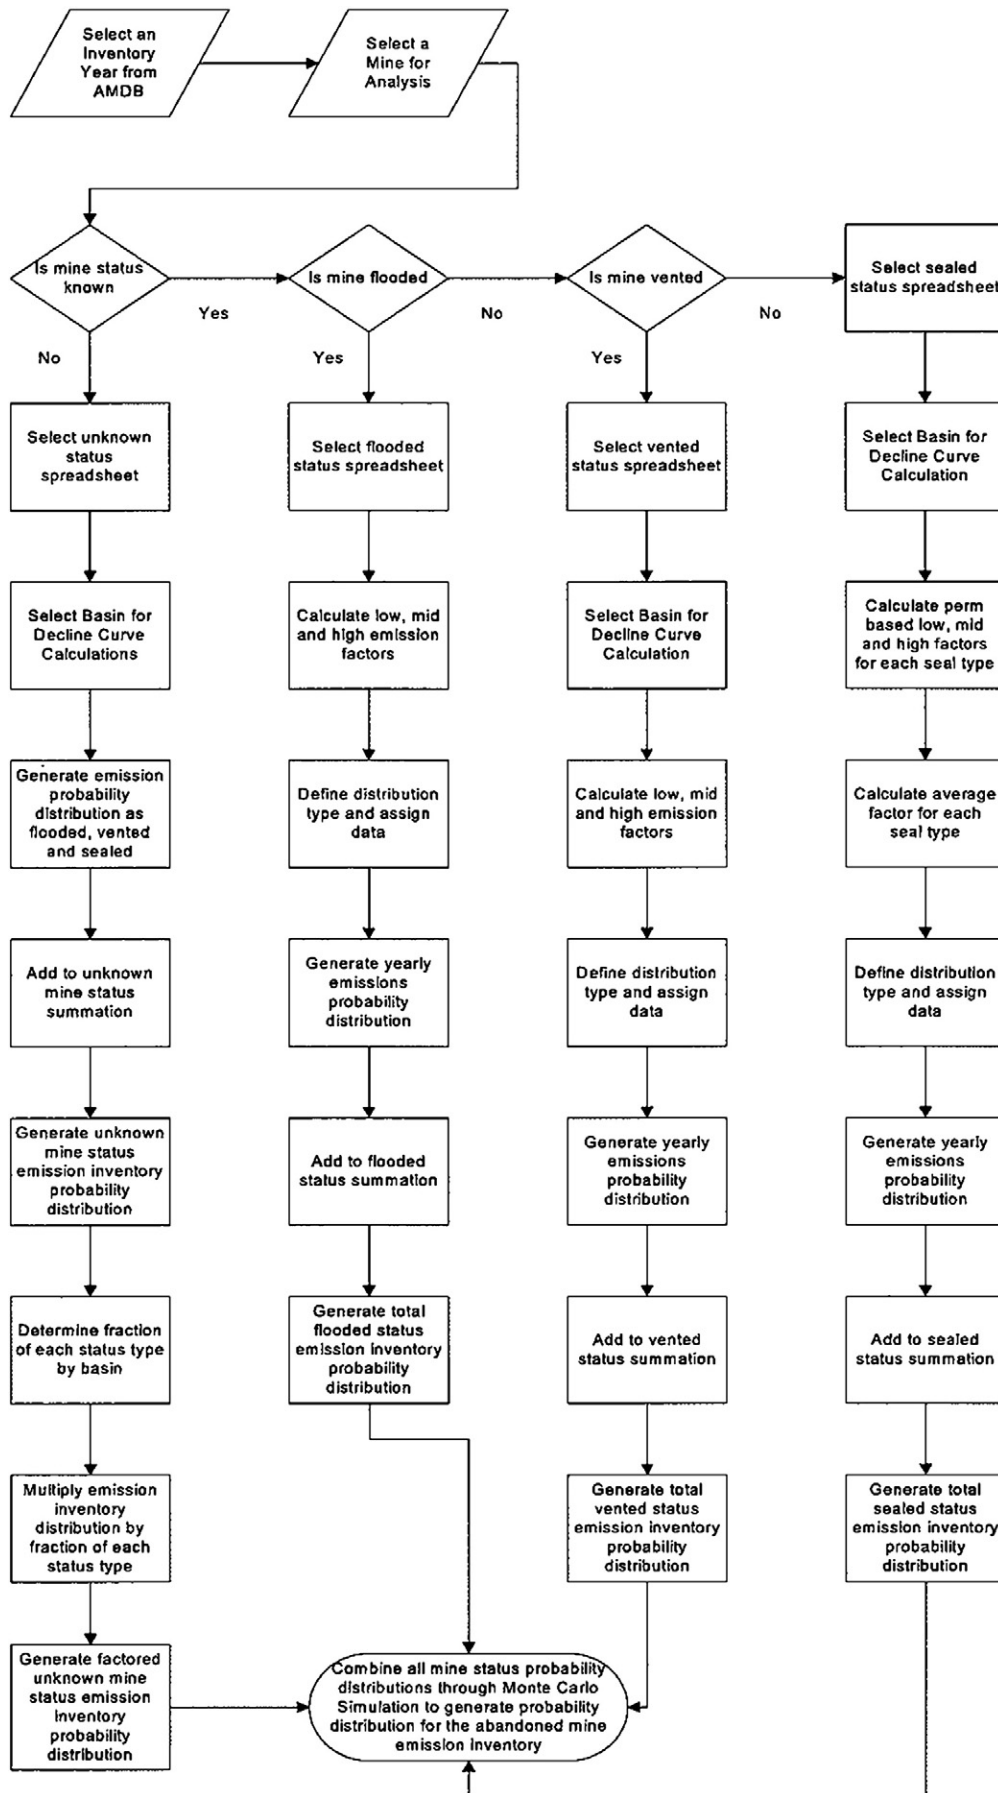 Select an
Inventory
Year from
AMDB
Select a
Mine for
Analysis
Is mine status
known
Yes
No
Is mine flooded
No
Yes
Is mine vented
No
Yes
Select sealed
status spreadsheet
Select unknown
status
spreadsheet
Select flooded
status spreadsheet
Select vented
status spreadsheet
Select Basin for
Decline Curve
Calculation
Select Basin for
Decline Curve
Calculations
Calculate low, mid
and high emission
factors
Select Basin for
Decline Curve
Calculation
Calculate perm
based low, mid
and high factors
for each seal type
Generate emission
probability
distribution as
flooded, vented
and sealed
Define distribution
type and assign
data
Calculate low, mid
and high emission
factors
Calculate average
factor for each
seal type
Add to unknown
mine status
summation
Generate yearly
emissions
probability
distribution
Define distribution
type and assign
data
Define distribution
type and assign
data
Generate unknown
mine status
emission inventory
probability
distribution
Add to flooded
status summation
Generate yearly
emissions
probability
distribution
Generate yearly
emissions
probability
distribution
Determine fraction
of each status type
by basin
Generate total
flooded status
emission inventory
probability
distribution
Add to vented
status summation
Add to sealed
status summation
Multiply emission
inventory
distribution by
fraction of each
status type
Generate total
vented status
emission inventory
probability
distribution
Generate total
sealed status
emission inventory
probability
distribution
Generate factored
unknown mine
status emission
inventory
probability
distribution
Combine all mine status probability
distributions through Monte Carlo
Simulation to generate probability
distribution for the abandoned mine
emission inventory